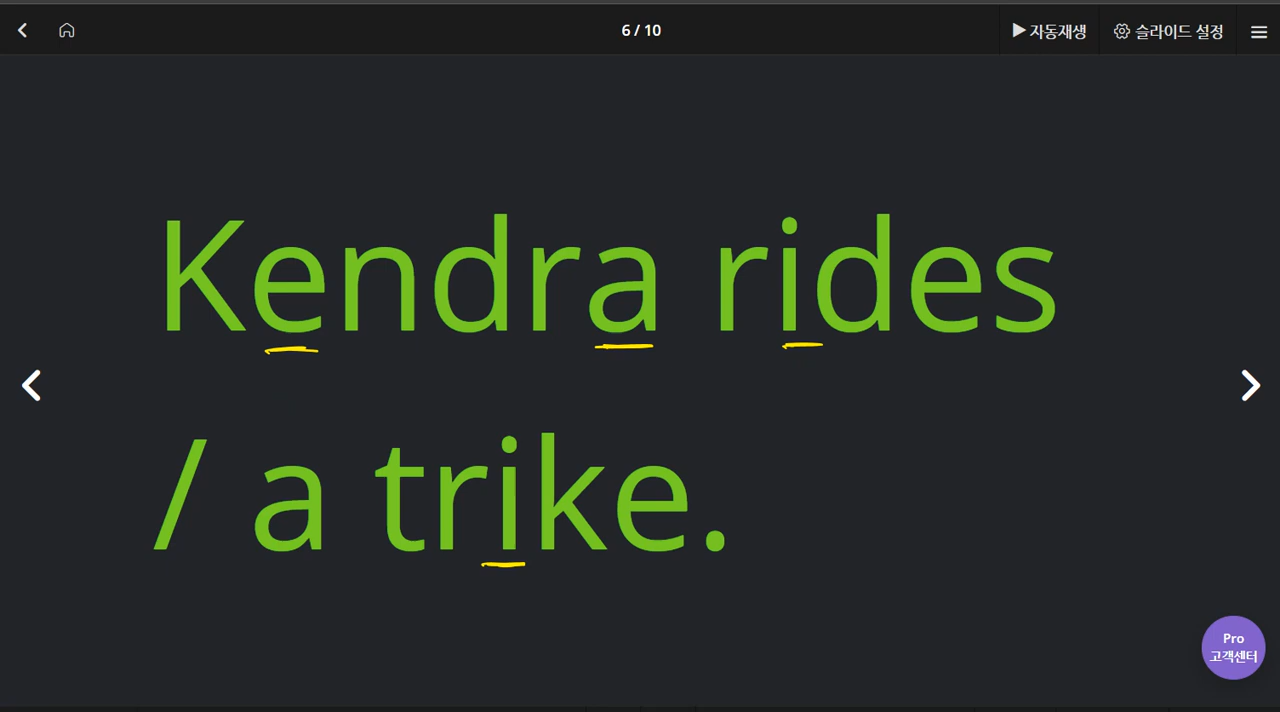 6 / 10
▶ 자동재생
슬라이드 설정
Kendra rides
/ a trike.
Pro
고객센터